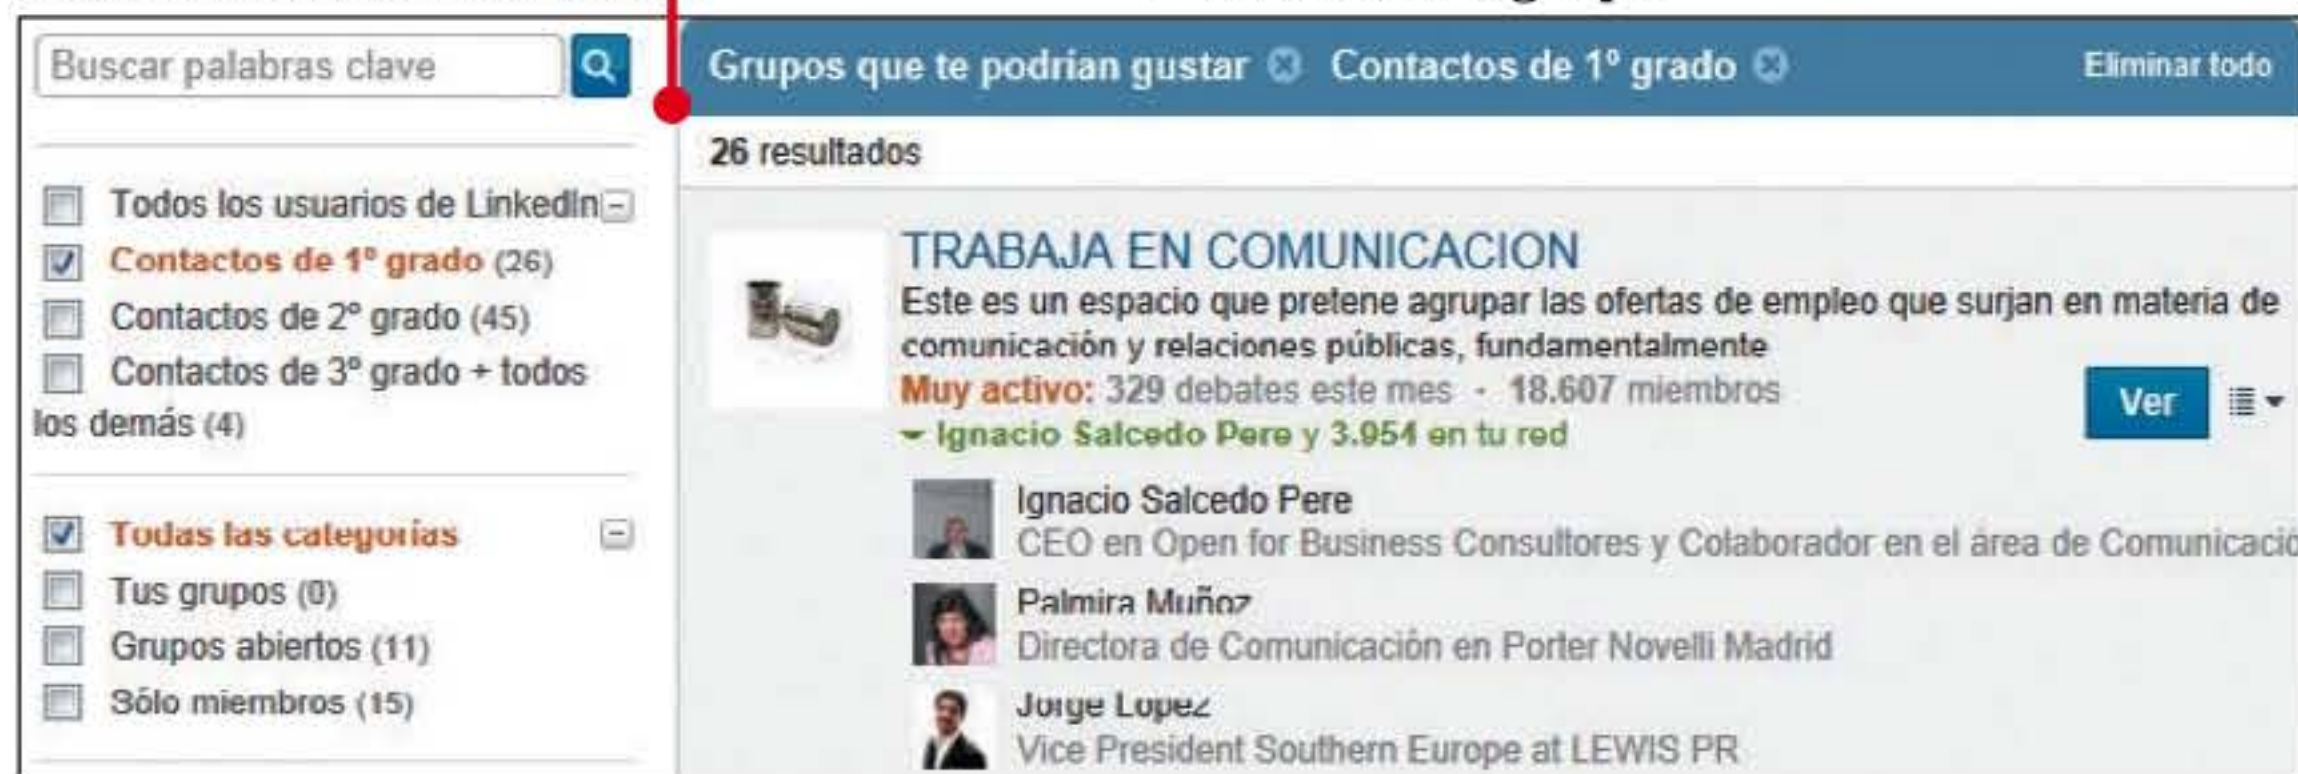 Buscar palabras clave
Todos los usuarios de LinkedIn
Contactos de 1º grado (26)
Contactos de 2º grado (45)
Contactos de 3º grado + todos
los demás (4)
Todas las categorías
Tus grupos (0)
Grupos abiertos (11)
Sólo miembros (15)
Grupos que te podrían gustar Contactos de 1º grado Eliminar todo
26 resultados
TRABAJA EN COMUNICACION
Este es un espacio que pretene agrupar las ofertas de empleo que surjan en materia de
comunicación y relaciones públicas, fundamentalmente
Muy activo: 329 debates este mes · 18.607 miembros
Ver
Ignacio Salcedo Pere y 3.954 en tu red
Ignacio Salcedo Pere
CEO en Open for Business Consultores y Colaborador en el área de Comunicació
Palmira Muñoz
Directora de Comunicación en Porter Novelli Madrid
Jorge Lopez
Vice President Southern Europe at LEWIS PR